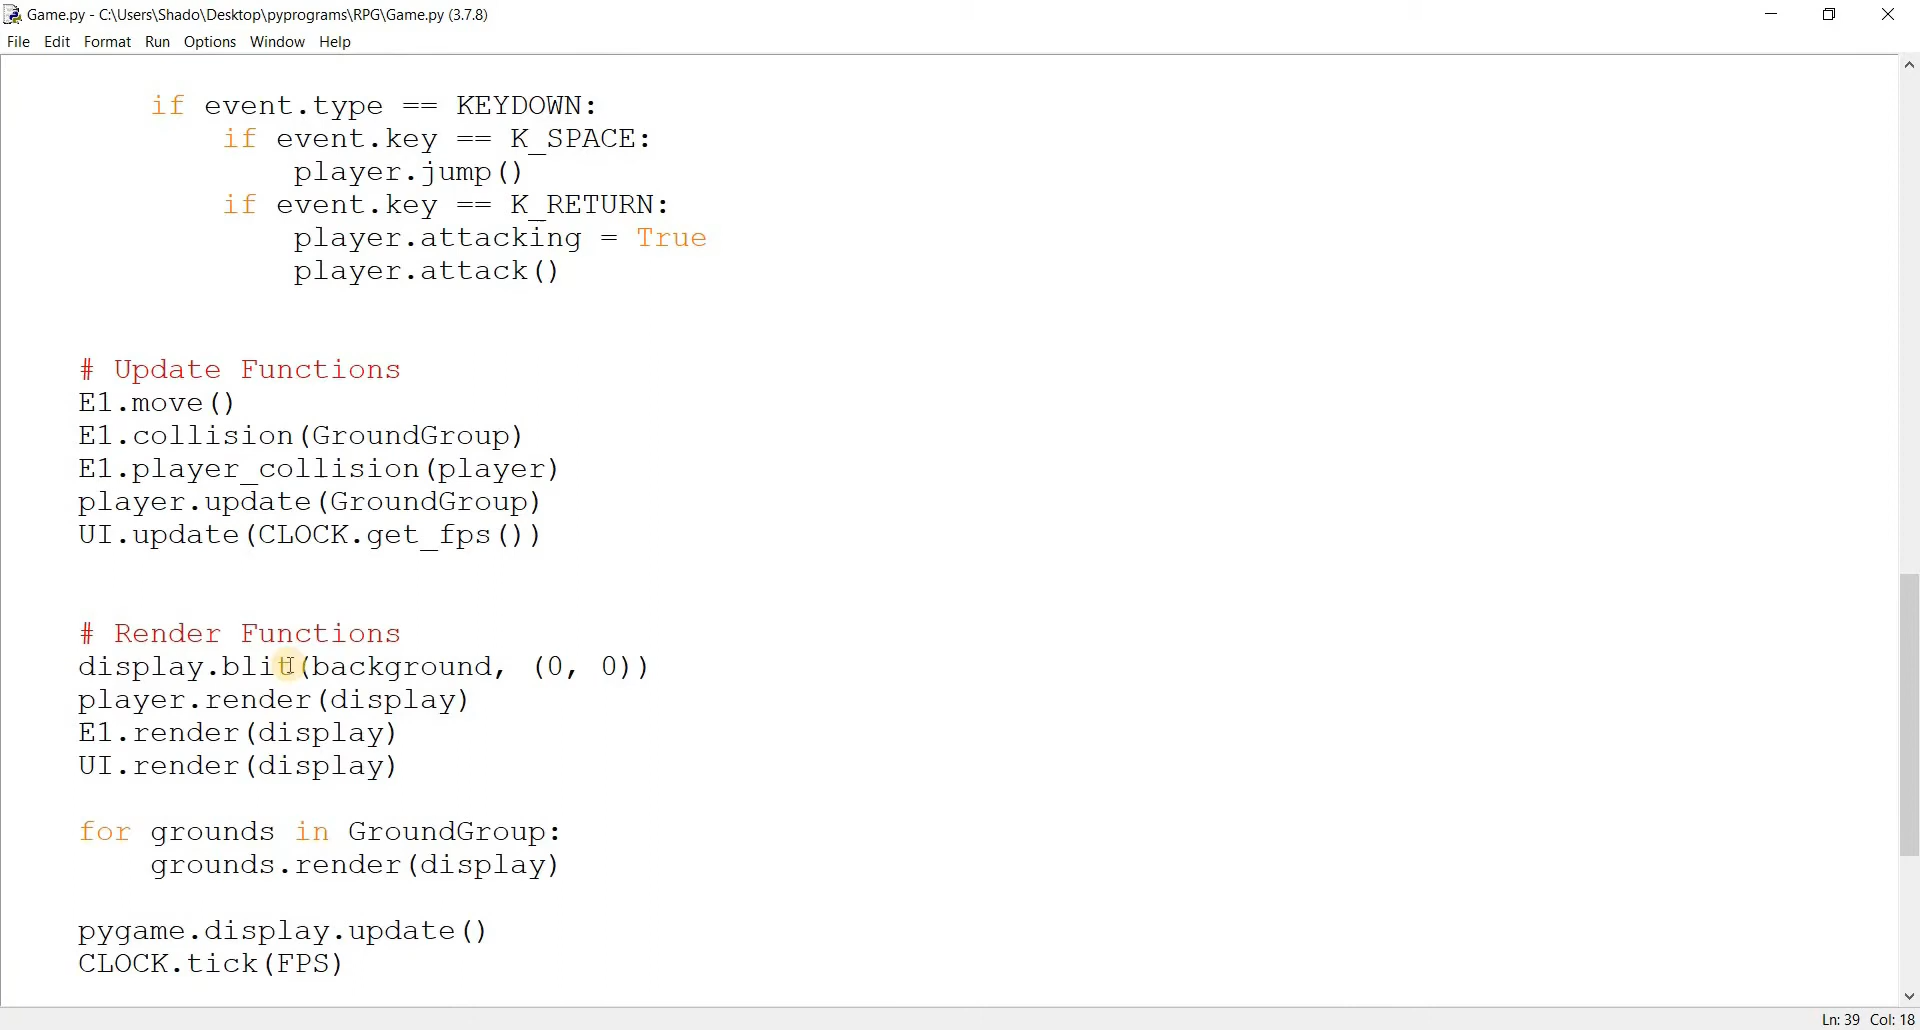 Game.py - C:\Users\Shado\Desktop\pyprograms\RPG\Game.py (3.7.8)
File Edit Format Run Options Window Help
if event.type == KEYDOWN:
if event.key == K_SPACE:
player.jump()
if event.key == K_RETURN:
player.attacking = True
player.attack()
# Update Functions
E1.move()
E1.collision(GroundGroup)
E1.player_collision(player)
player.update(GroundGroup)
UI.update(CLOCK.get_fps())
# Render Functions
display.blit(background, (0, 0))
player.render(display)
E1.render(display)
UI.render(display)
for grounds in GroundGroup:
grounds.render(display)
pygame.display.update()
CLOCK.tick(FPS)
Ln: 39 Col: 18